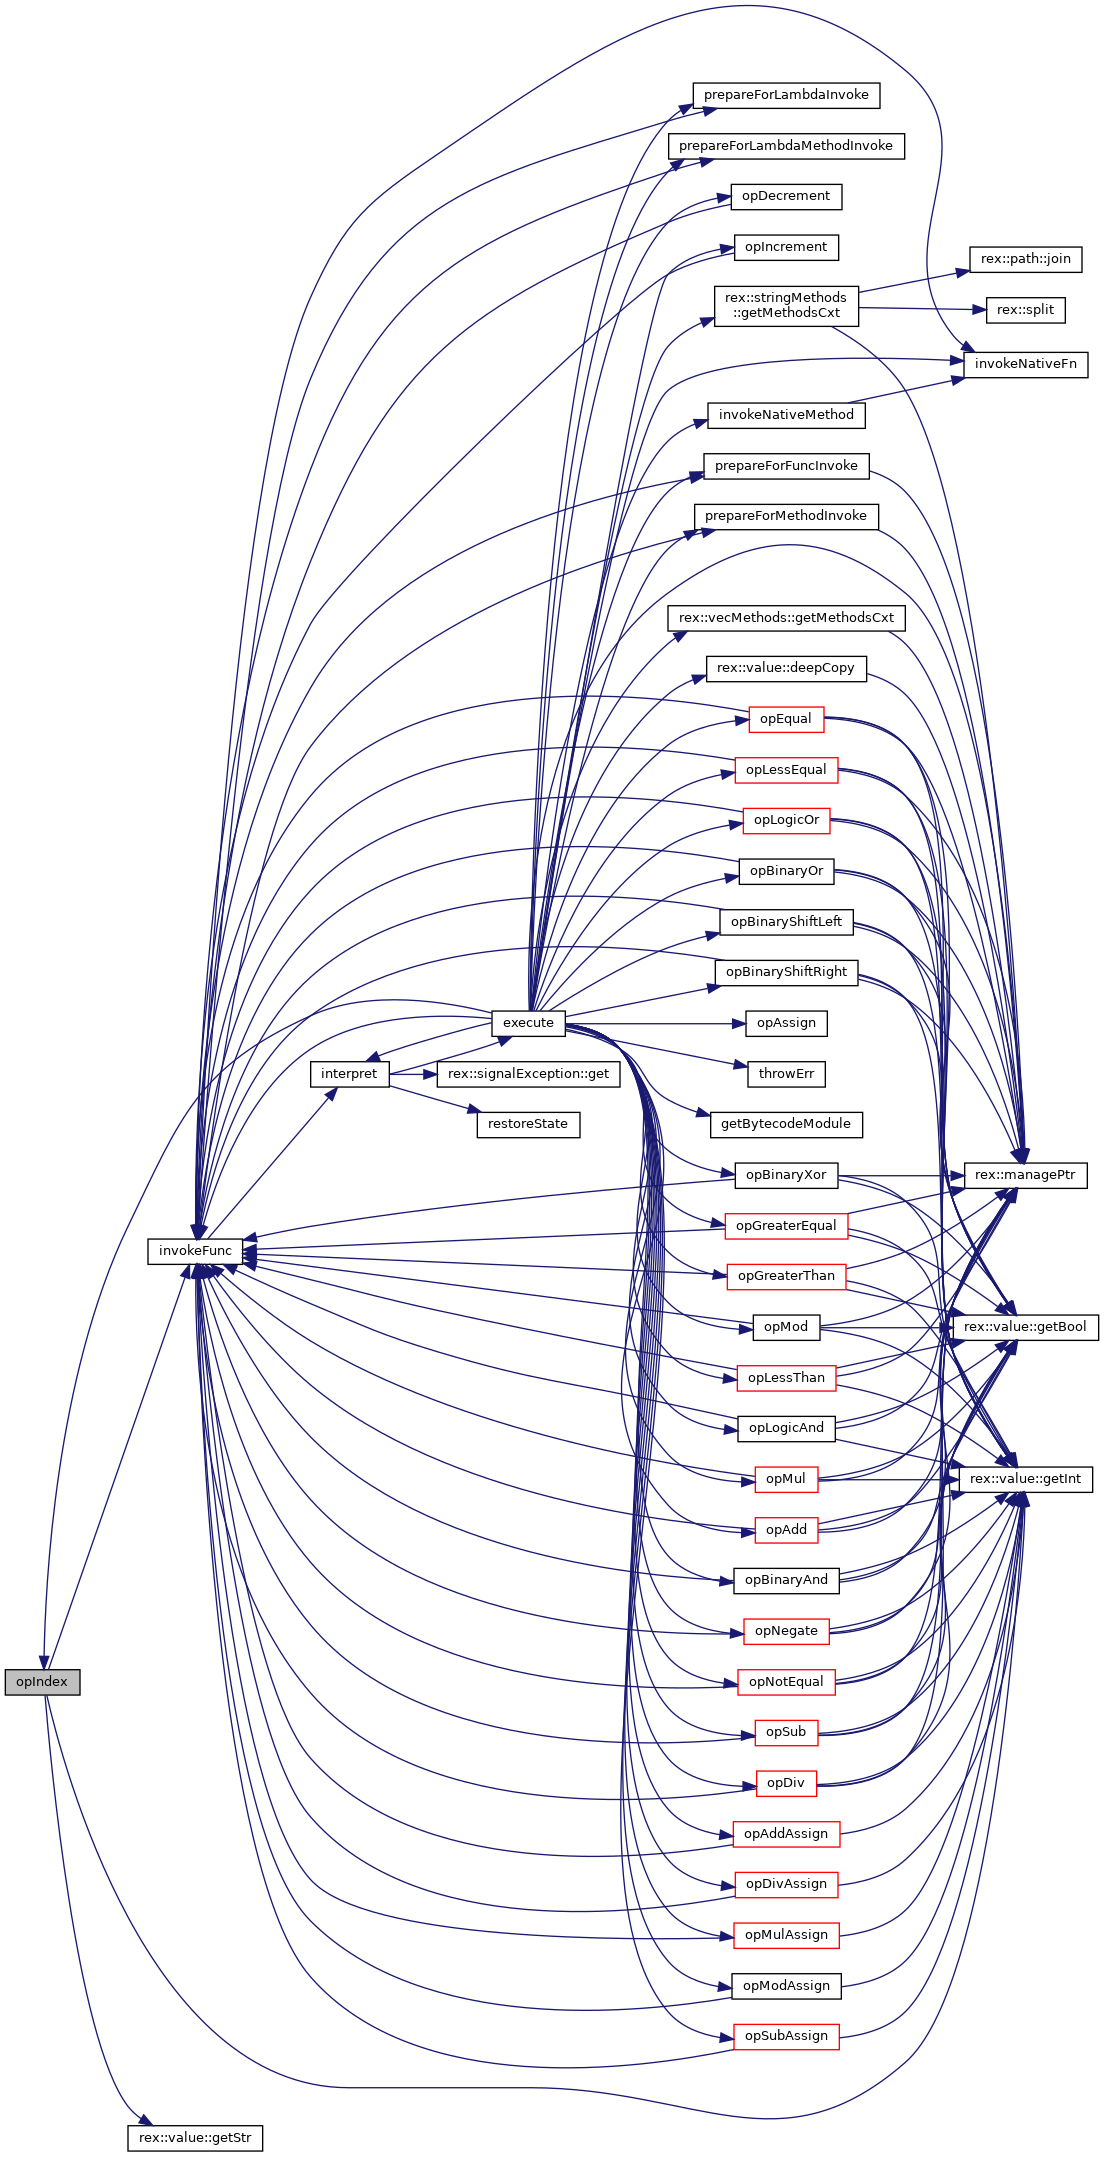 prepareForLambdaInvoke
prepareForLambdaMethodInvoke
opDecrement
opIncrement
rex::path::join
rex::stringMethods
::getMethodsCxt
rex::split
invokeNativeFn
invokeNativeMethod
prepareForFuncInvoke
prepareForMethodInvoke
rex::vecMethods::getMethodsCxt
rex::value::deepCopy
opEqual
opLessEqual
opLogicOr
opBinaryOr
opBinaryShiftLeft
opBinaryShiftRight
execute
opAssign
interpret
rex::signalException::get
throwErr
restoreState
getBytecodeModule
opBinaryXor
rex::managePtr
opGreaterEqual
invokeFunc
opGreaterThan
opMod
rex::value::getBool
opLessThan
opLogicAnd
opMul
rex::value::getInt
opAdd
opBinaryAnd
opNegate
opIndex
opNotEqual
opSub
opDiv
opAddAssign
opDivAssign
opMulAssign
opModAssign
opSubAssign
rex::value::getStr